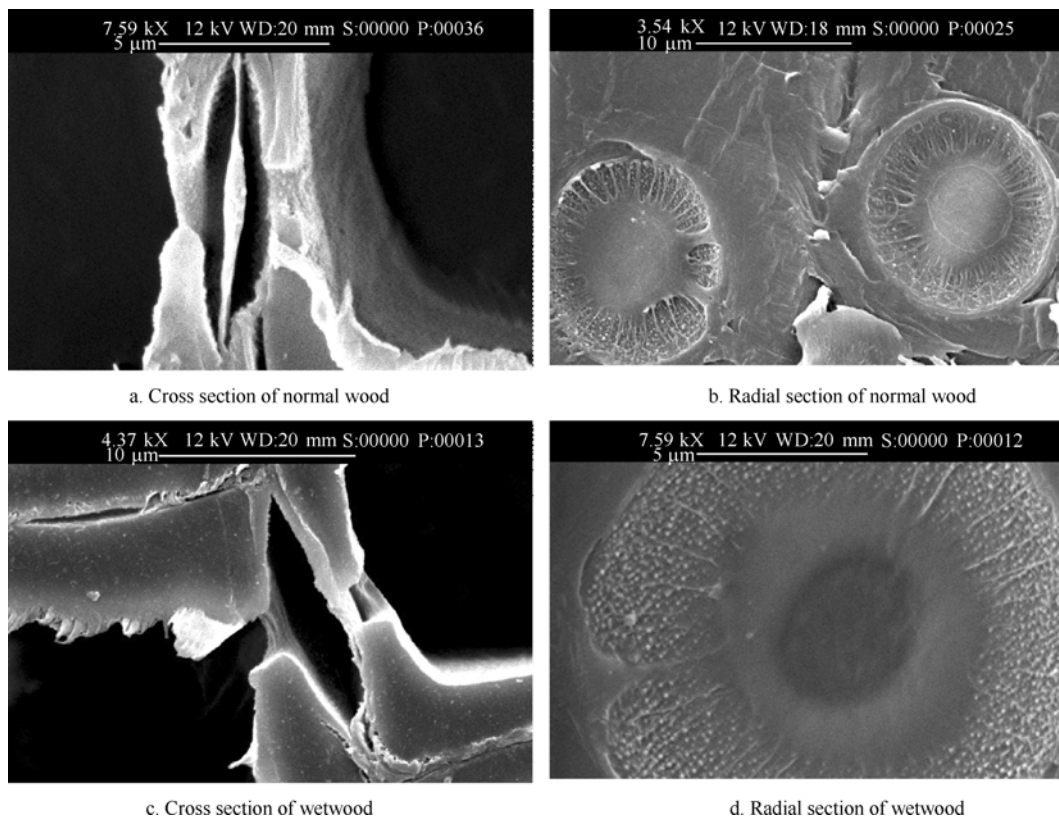 7.59 kX 12 kV WD:20 mm S:00000 P:00036
5 µm
3.54 kX 12 kV WD:18 mm S:00000 P:00025
10 µm
a. Cross section of normal wood
b. Radial section of normal wood
4.37 kX 12 kV WD:20 mm S:00000 P:00013
10 µm
7.59 kX 12 kV WD:20 mm S:00000 P:00012
5 µm
c. Cross section of wetwood
d. Radial section of wetwood